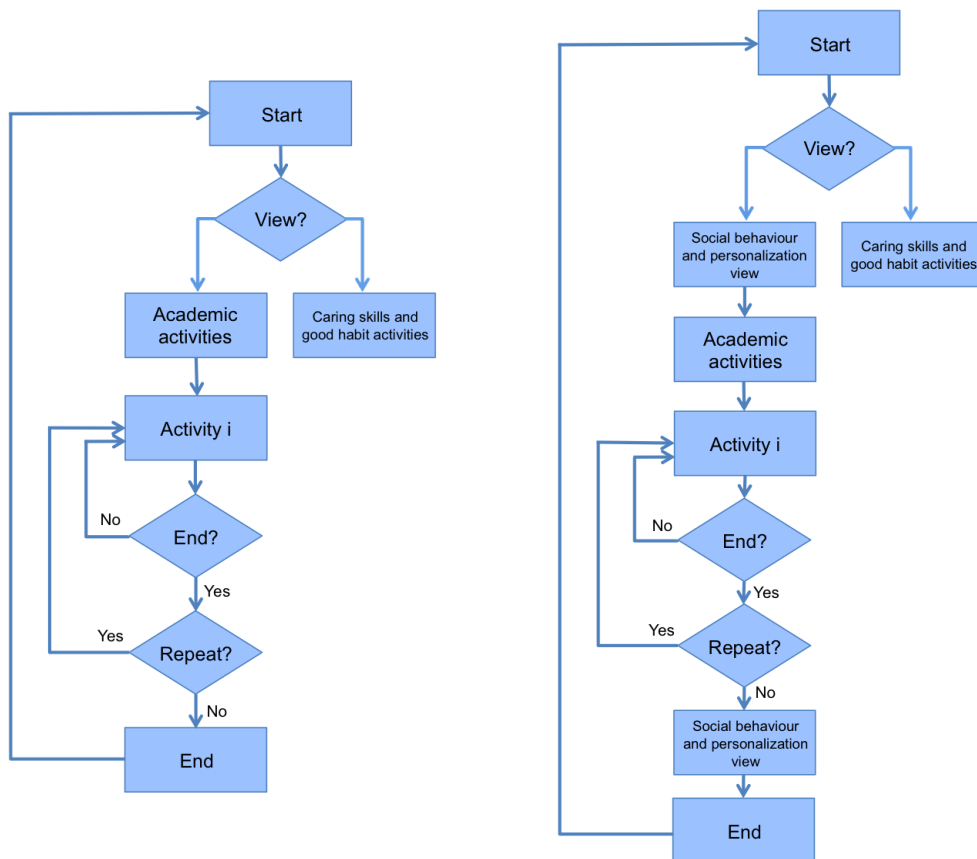 Start
View?
Academic
activities
Caring skills and
good habit activities
Activity i
No
End?
Yes
Yes
Repeat?
No
End
Start
View?
Social behaviour
and personalization
view
Caring skills and
good habit activities
Academic
activities
Activity i
No
End?
Yes
Yes
Repeat?
No
Social behaviour
and personalization
view
End